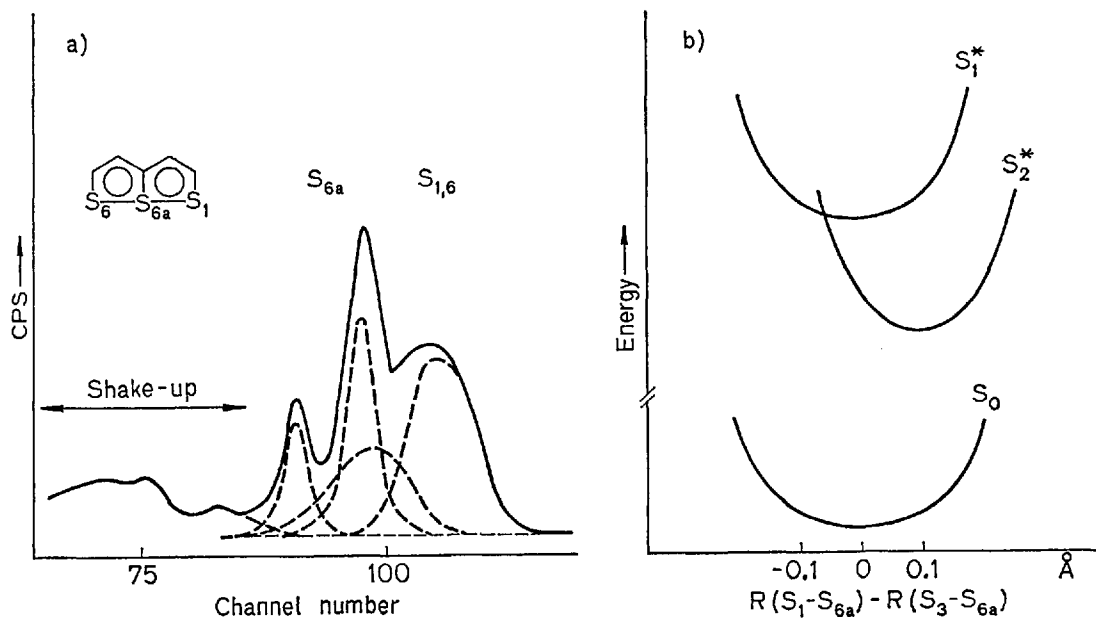 a)
S6 S6a S1
S6a
S1,6
CPS
Shake-up
75 100
Channel number
b)
S1*
S2*
S0
Energy
-0.1 0 0.1 Å
R(S1-S6a)-R(S3-S6a)